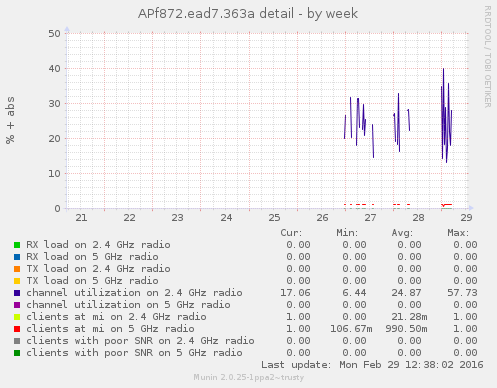 APf872.ead7.363a detail - by week
RRDTOOL / TOBI OETIKER
% + abs
50
40
30
20
10
0
21 22 23 24 25 26 27 28 29
Cur: Min: Avg: Max:
RX load on 2.4 GHz radio 0.00 0.00 0.00 0.00
RX load on 5 GHz radio 0.00 0.00 0.00 0.00
TX load on 2.4 GHz radio 0.00 0.00 0.00 0.00
TX load on 5 GHz radio 0.00 0.00 0.00 0.00
channel utilization on 2.4 GHz radio 17.06 6.44 24.87 57.73
channel utilization on 5 GHz radio 0.00 0.00 0.00 0.00
clients at mi on 2.4 GHz radio 1.00 0.00 21.28m 1.00
clients at mi on 5 GHz radio 1.00 106.67m 990.50m 1.00
clients with poor SNR on 2.4 GHz radio 0.00 0.00 0.00 0.00
clients with poor SNR on 5 GHz radio 0.00 0.00 0.00 0.00
Last update: Mon Feb 29 12:38:02 2016
Munin 2.0.25-1ppa2~trusty